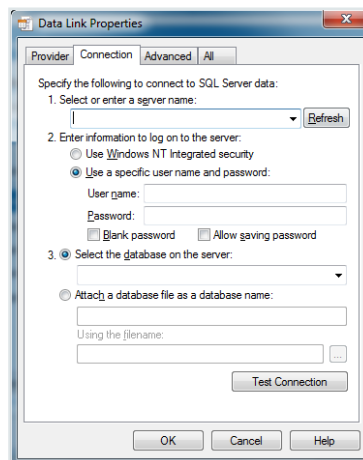 Data Link Properties
Provider Connection Advanced All
Specify the following to connect to SQL Server data:
1. Select or enter a server name:
Refresh
2. Enter information to log on to the server:
Use Windows NT Integrated security
Use a specific user name and password:
User name:
Password:
Blank password Allow saving password
3. Select the database on the server:
Attach a database file as a database name:
Using the filename:
...
Test Connection
OK Cancel Help